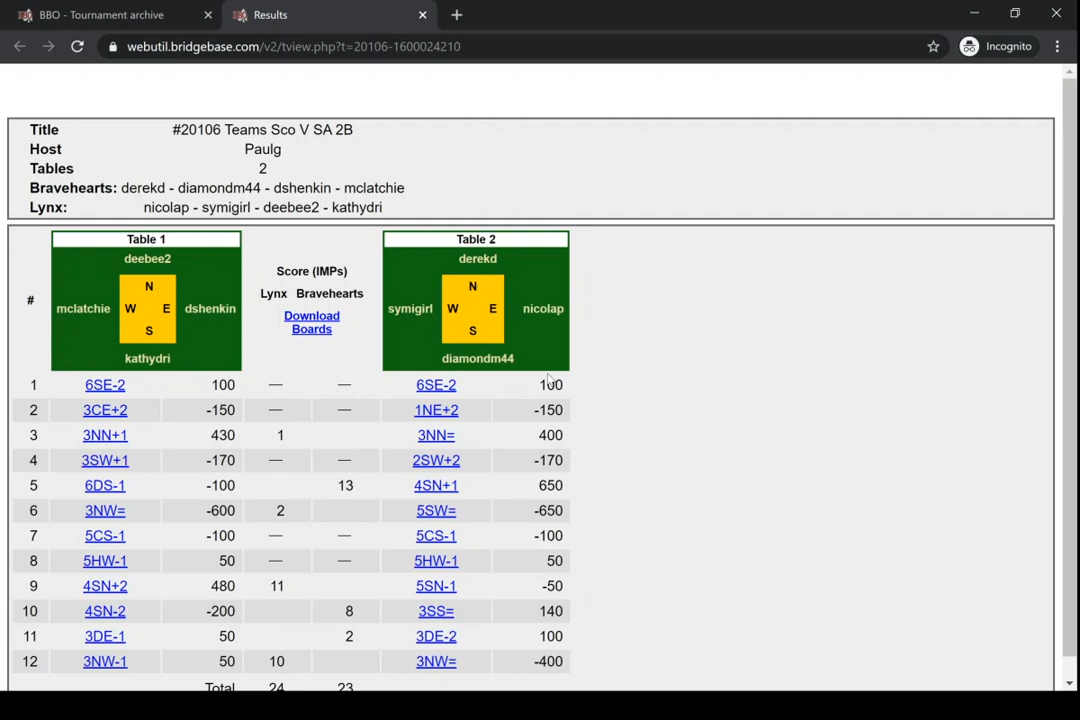 BBO - Tournament archive Results
webutil.bridgebase.com/v2/tview.php?t=20106-1600024210 Incognito
Title #20106 Teams Sco V SA 2B
Host Paulg
Tables 2
Bravehearts: derekd - diamondm44 - dshenkin - mclatchie
Lynx: nicolap - symigirl - deebee2 - kathydri
Table 1 Table 2
deebee2 derekd
# Score (IMPs)
N N
Lynx Bravehearts
mclatchie W E dshenkin symigirl W E nicolap
Download
Boards
S S
kathydri diamondm44
1 6SE-2 100 — — 6SE-2 100
2 3CE+2 -150 — — 1NE+2 -150
3 3NN+1 430 1 3NN= 400
4 3SW+1 -170 — — 2SW+2 -170
5 6DS-1 -100 13 4SN+1 650
6 3NW= -600 2 5SW= -650
7 5CS-1 -100 — — 5CS-1 -100
8 5HW-1 50 — — 5HW-1 50
9 4SN+2 480 11 5SN-1 -50
10 4SN-2 -200 8 3SS= 140
11 3DE-1 50 2 3DE-2 100
12 3NW-1 50 10 3NW= -400
Total 24 23